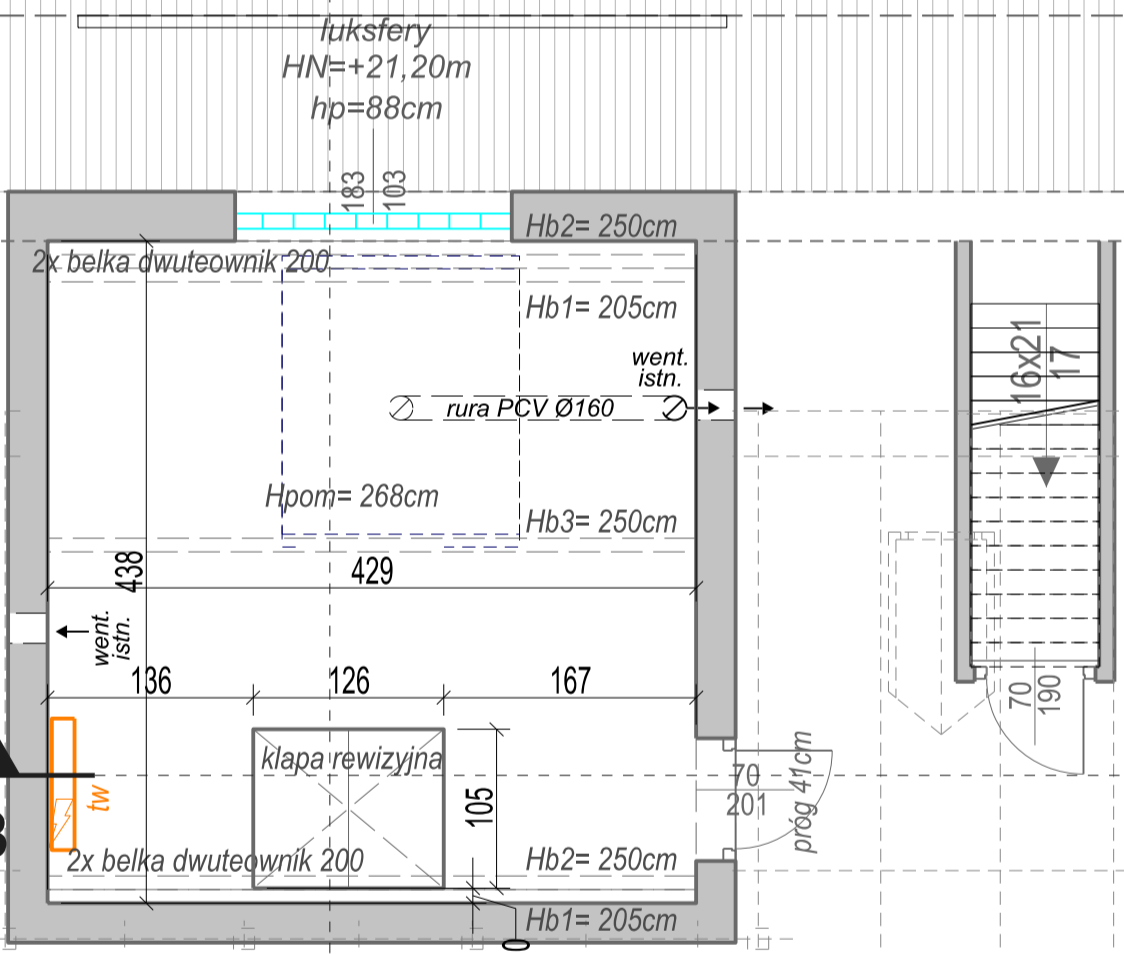 luksfery
HN=+21,20m
hp=88cm
183
103
Hb2= 250cm
2x belka dwuteownik 200
Hb1= 205cm
went.
istn.
rura PCV Ø160
16x21
17
Hpom= 268cm
Hb3= 250cm
438
429
went.
istn.
136
126
167
70
190
klapa rewizyjna
105
tw
70
201
próg 41cm
2x belka dwuteownik 200
Hb2= 250cm
Hb1= 205cm